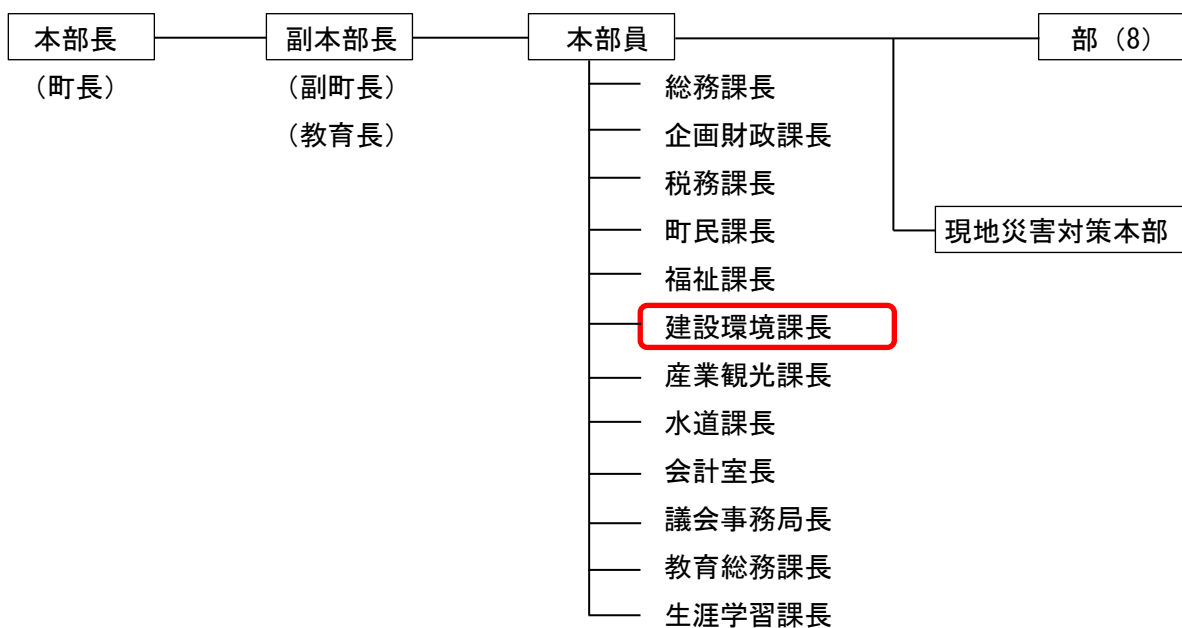 本部長
副本部長
本部員
部（8）
（町長）
（副町長）
（教育長）
総務課長
企画財政課長
税務課長
町民課長
福祉課長
建設環境課長
産業観光課長
水道課長
会計室長
議会事務局長
教育総務課長
生涯学習課長
現地災害対策本部